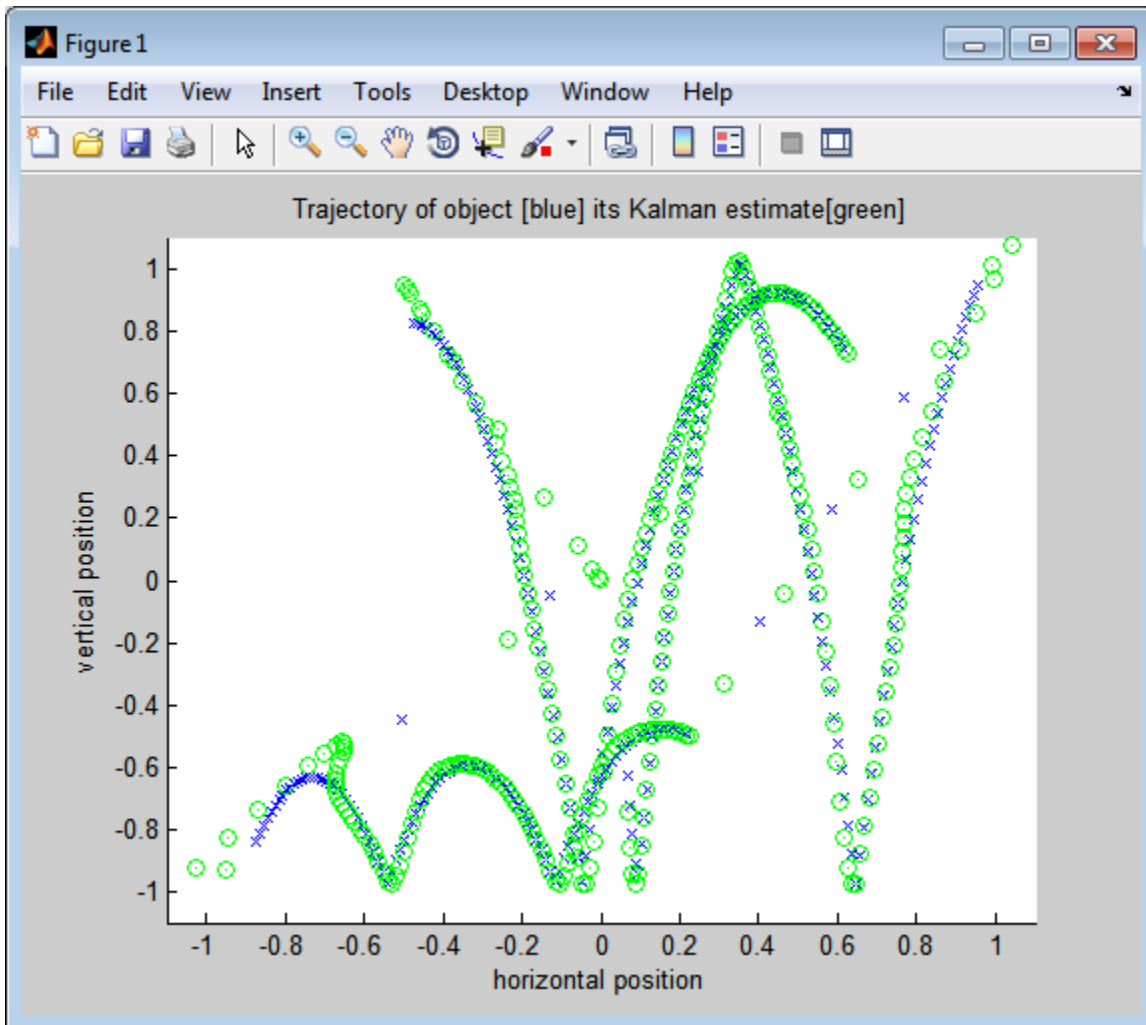 Figure 1
File Edit View Insert Tools Desktop Window Help
Trajectory of object [blue] its Kalman estimate[green]
1
0.8
0.6
0.4
0.2
0
-0.2
-0.4
-0.6
-0.8
-1
vertical position
-1 -0.8 -0.6 -0.4 -0.2 0 0.2 0.4 0.6 0.8 1
horizontal position